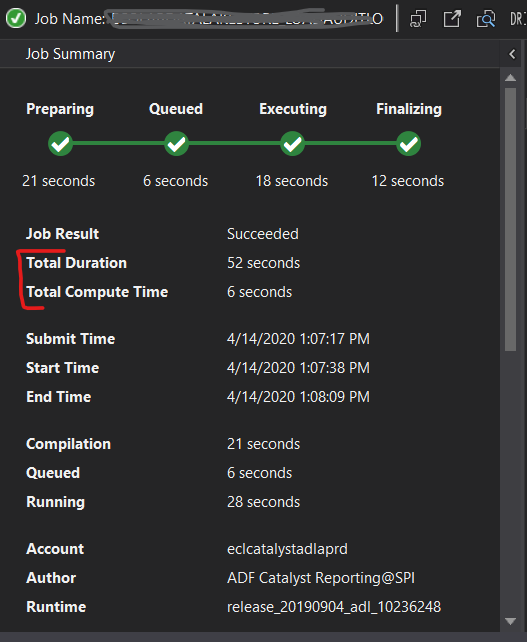 Job Name:
Job Summary
Preparing Queued Executing Finalizing
21 seconds 6 seconds 18 seconds 12 seconds
Job Result Succeeded
Total Duration 52 seconds
Total Compute Time 6 seconds
Submit Time 4/14/2020 1:07:17 PM
Start Time 4/14/2020 1:07:38 PM
End Time 4/14/2020 1:08:09 PM
Compilation 21 seconds
Queued 6 seconds
Running 28 seconds
Account eclcatalystadlaprd
Author ADF Catalyst Reporting@SPI
Runtime release_20190904_adl_10236248